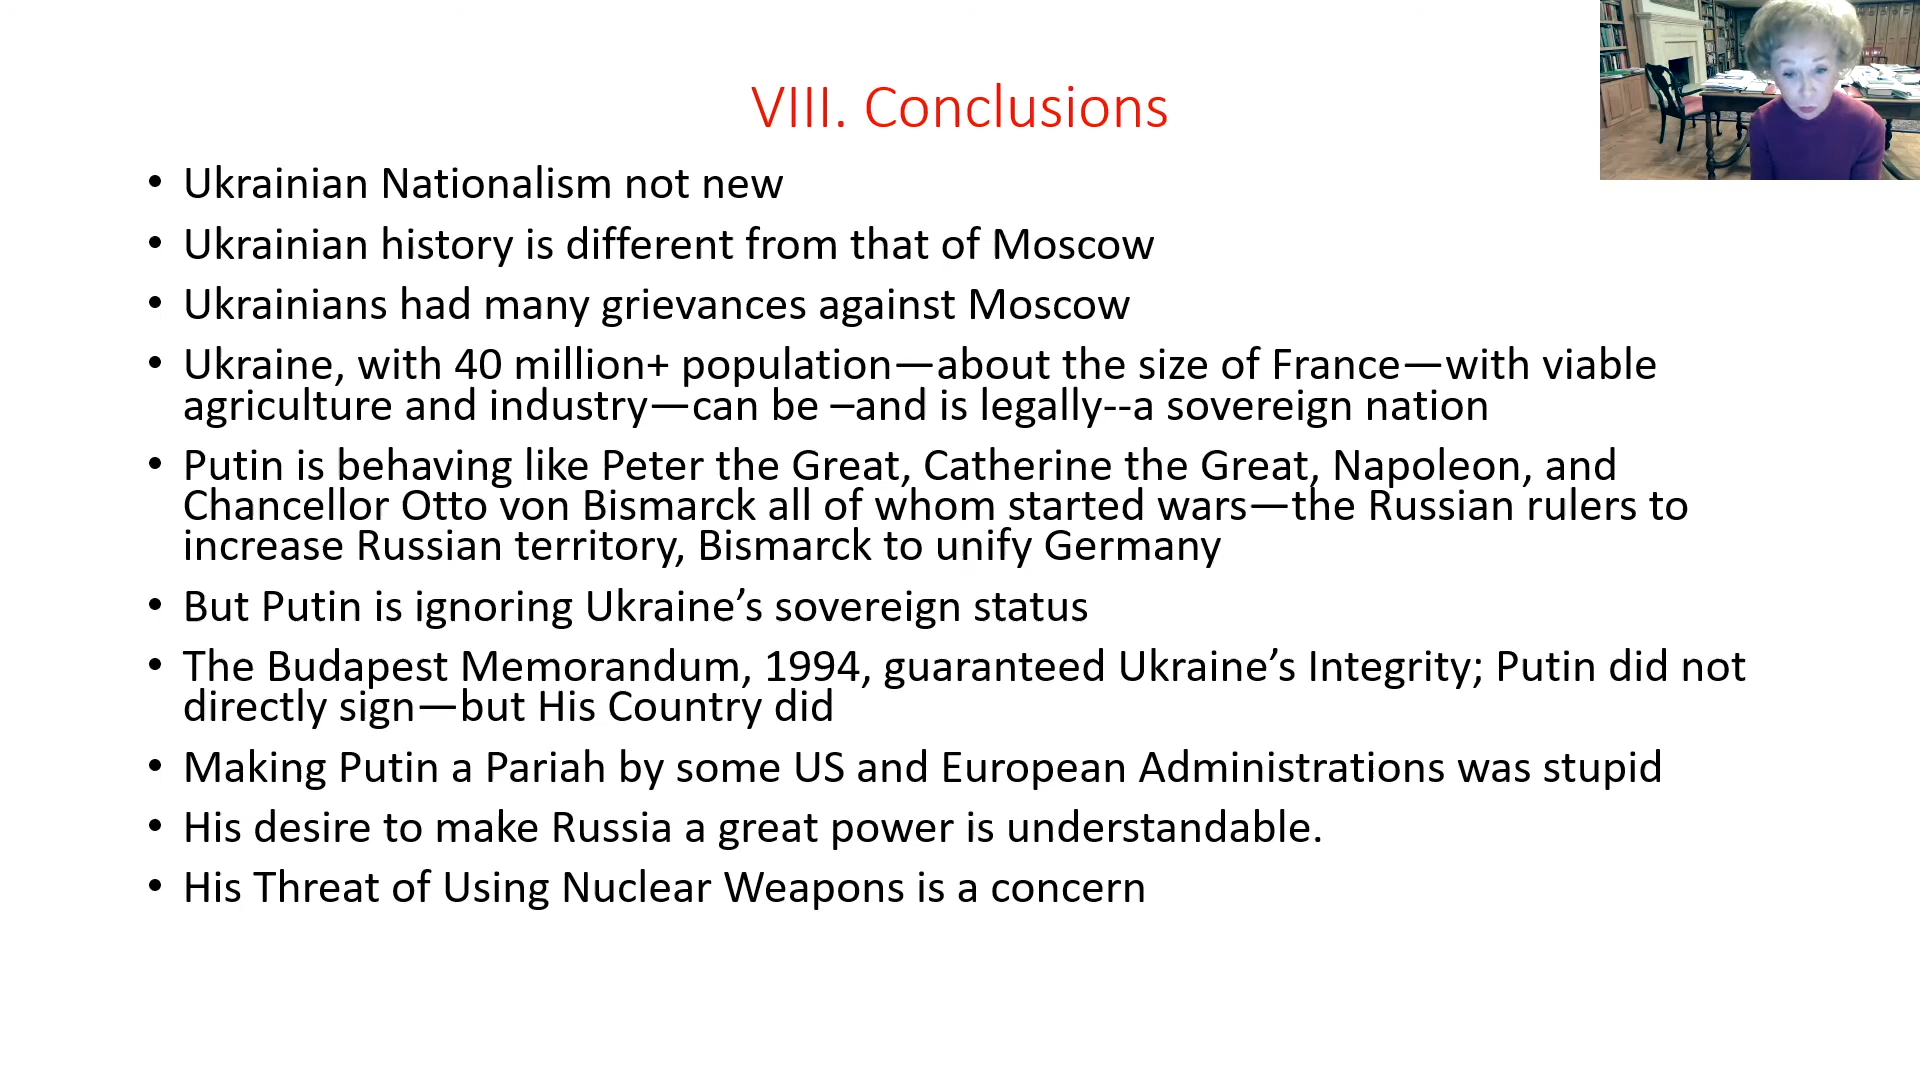 VIII. Conclusions
• Ukrainian Nationalism not new
• Ukrainian history is different from that of Moscow
• Ukrainians had many grievances against Moscow
• Ukraine, with 40 million+ population—about the size of France—with viable
agriculture and industry—can be –and is legally--a sovereign nation
• Putin is behaving like Peter the Great, Catherine the Great, Napoleon, and
Chancellor Otto von Bismarck all of whom started wars—the Russian rulers to
increase Russian territory, Bismarck to unify Germany
• But Putin is ignoring Ukraine’s sovereign status
• The Budapest Memorandum, 1994, guaranteed Ukraine’s Integrity; Putin did not
directly sign—but His Country did
• Making Putin a Pariah by some US and European Administrations was stupid
• His desire to make Russia a great power is understandable.
• His Threat of Using Nuclear Weapons is a concern